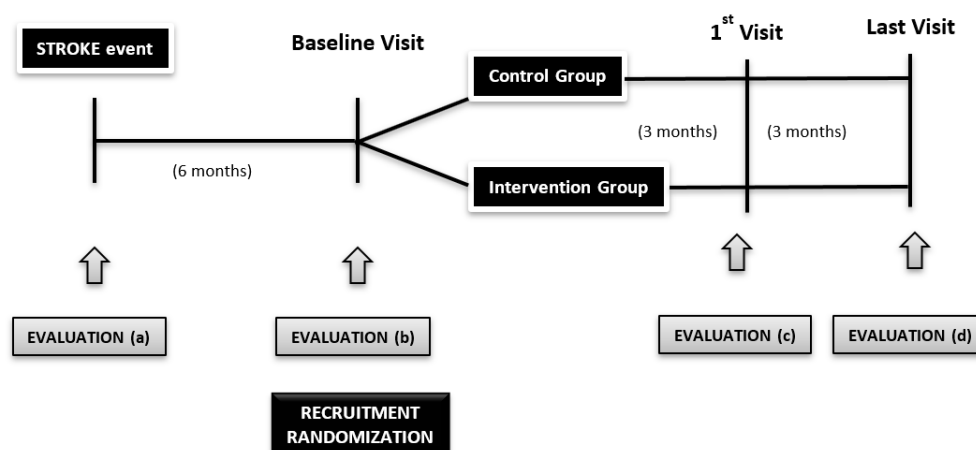 STROKE event
Baseline Visit
1st Visit
Last Visit
Control Group
(3 months)
(3 months)
(6 months)
Intervention Group
EVALUATION (a)
EVALUATION (b)
EVALUATION (c)
EVALUATION (d)
RECRUITMENT
RANDOMIZATION